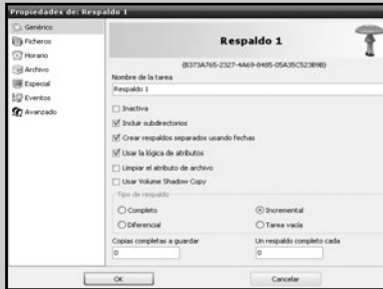 Propiedades de: Respaldo 1
Genérico
Ficheros
Horario
Archivo
Especial
Eventos
Avanzado
Respaldo 1
{B373A765-2327-4A69-8485-05A35C523B9B}
Nombre de la tarea
Respaldo 1
Inactiva
Incluir subdirectorios
Crear respaldos separados usando fechas
Usar la lógica de atributos
Limpiar el atributo de archivo
Usar Volume Shadow Copy
Tipo de respaldo
Completo
Incremental
Diferencial
Tarea vacía
Copias completas a guardar
Un respaldo completo cada
0
0
OK
Cancelar